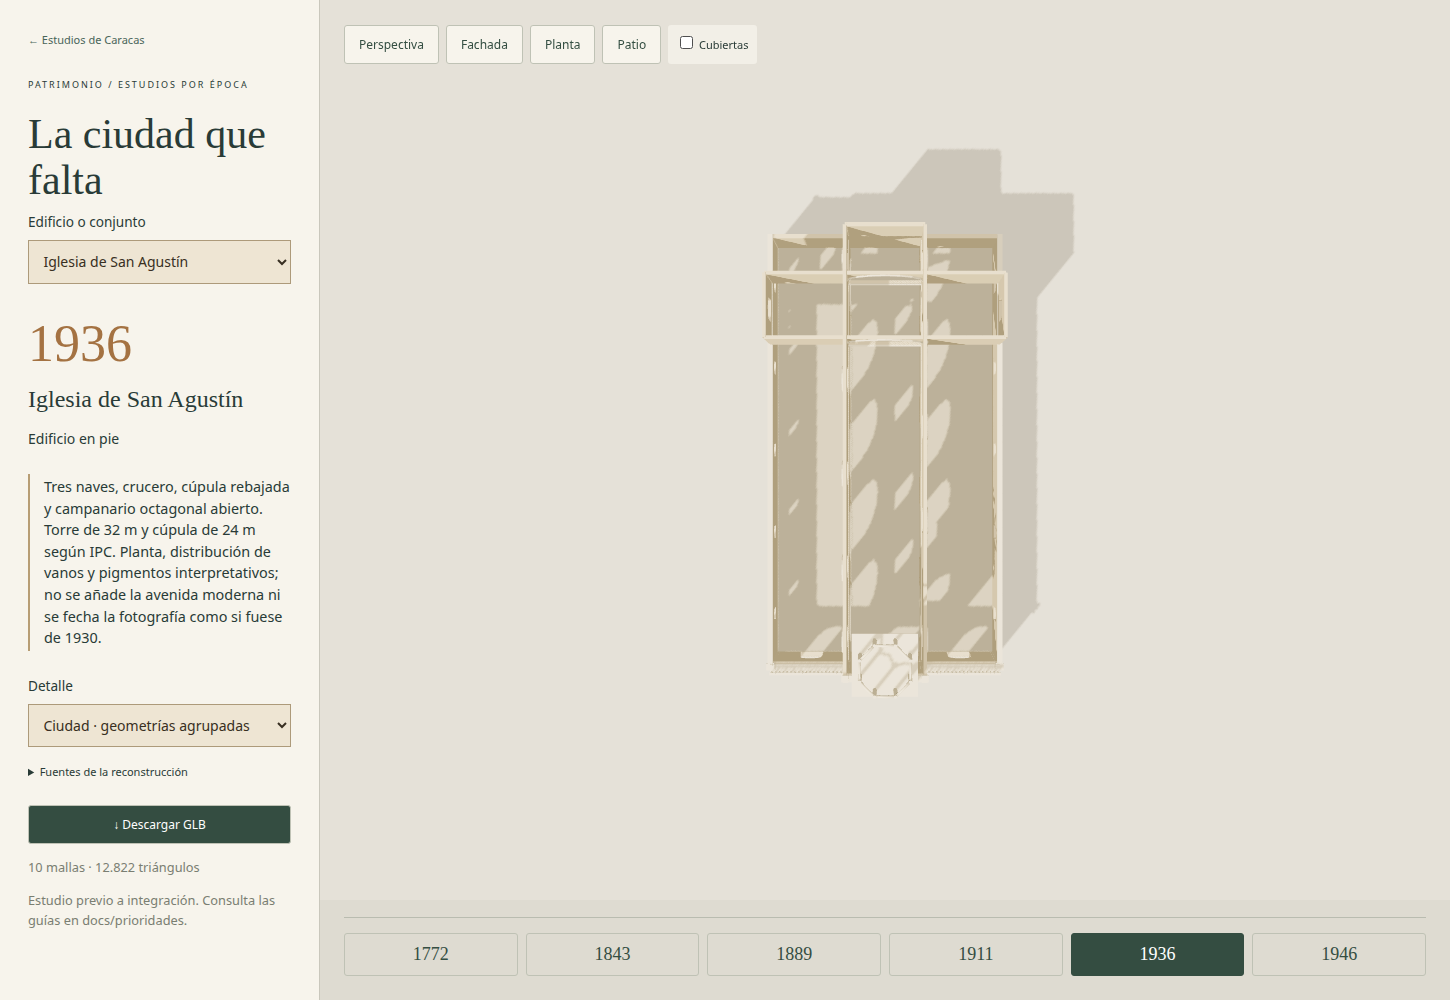 ← Estudios de Caracas
PATRIMONIO / ESTUDIOS POR ÉPOCA
La ciudad que
falta
Edificio o conjunto
Iglesia de San Agustín
1936
Iglesia de San Agustín
Edificio en pie
Tres naves, crucero, cúpula rebajada
y campanario octagonal abierto.
Torre de 32 m y cúpula de 24 m
según IPC. Planta, distribución de
vanos y pigmentos interpretativos;
no se añade la avenida moderna ni
se fecha la fotografía como si fuese
de 1930.
Detalle
Ciudad · geometrías agrupadas
▶ Fuentes de la reconstrucción
↓ Descargar GLB
10 mallas · 12.822 triángulos
Estudio previo a integración. Consulta las
guías en docs/prioridades.
Perspectiva Fachada Planta Patio Cubiertas
1772 1843 1889 1911 1936 1946